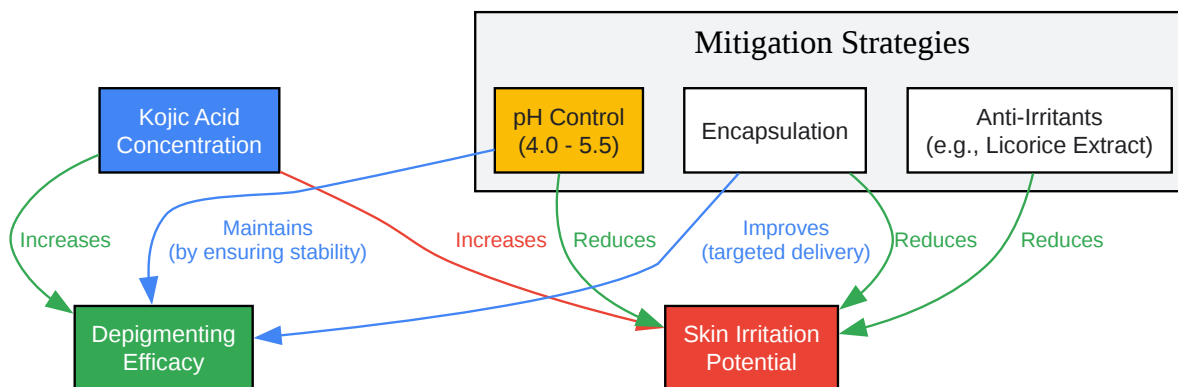 Mitigation Strategies
Kojic Acid
Concentration
pH Control
(4.0 - 5.5)
Encapsulation
Anti-Irritants
(e.g., Licorice Extract)
Increases
Maintains
(by ensuring stability)
Increases
Reduces
Improves
(targeted delivery)
Reduces
Reduces
Depigmenting
Efficacy
Skin Irritation
Potential